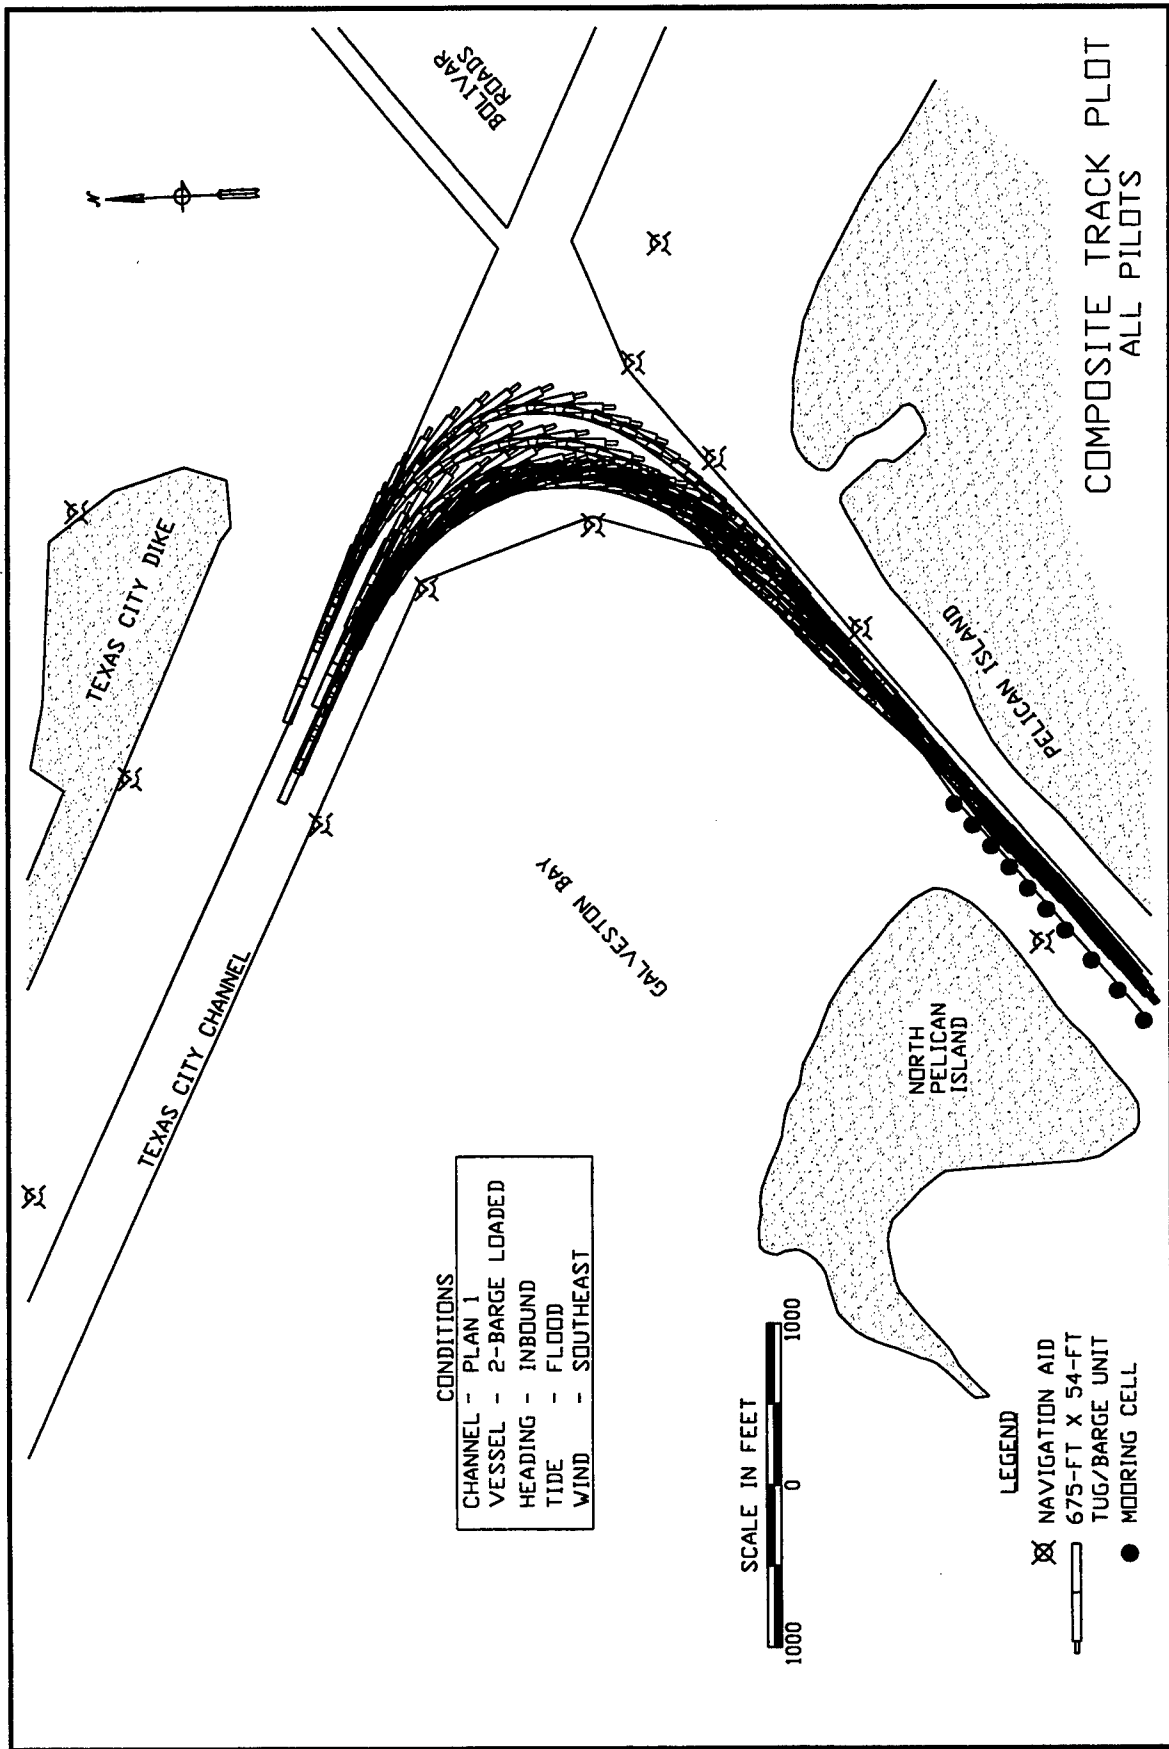 N
BOLIVAR
ROADS
TEXAS CITY DIKE
TEXAS CITY CHANNEL
GALVESTON BAY
PELICAN ISLAND
NORTH
PELICAN
ISLAND
CONDITIONS
CHANNEL - PLAN 1
VESSEL - 2-BARGE LOADED
HEADING - INBOUND
TIDE - FLOOD
WIND - SOUTHEAST
SCALE IN FEET
1000 0 1000
LEGEND
NAVIGATION AID
675-FT X 54-FT
TUG/BARGE UNIT
MOORING CELL
COMPOSITE TRACK PLOT
ALL PILOTS